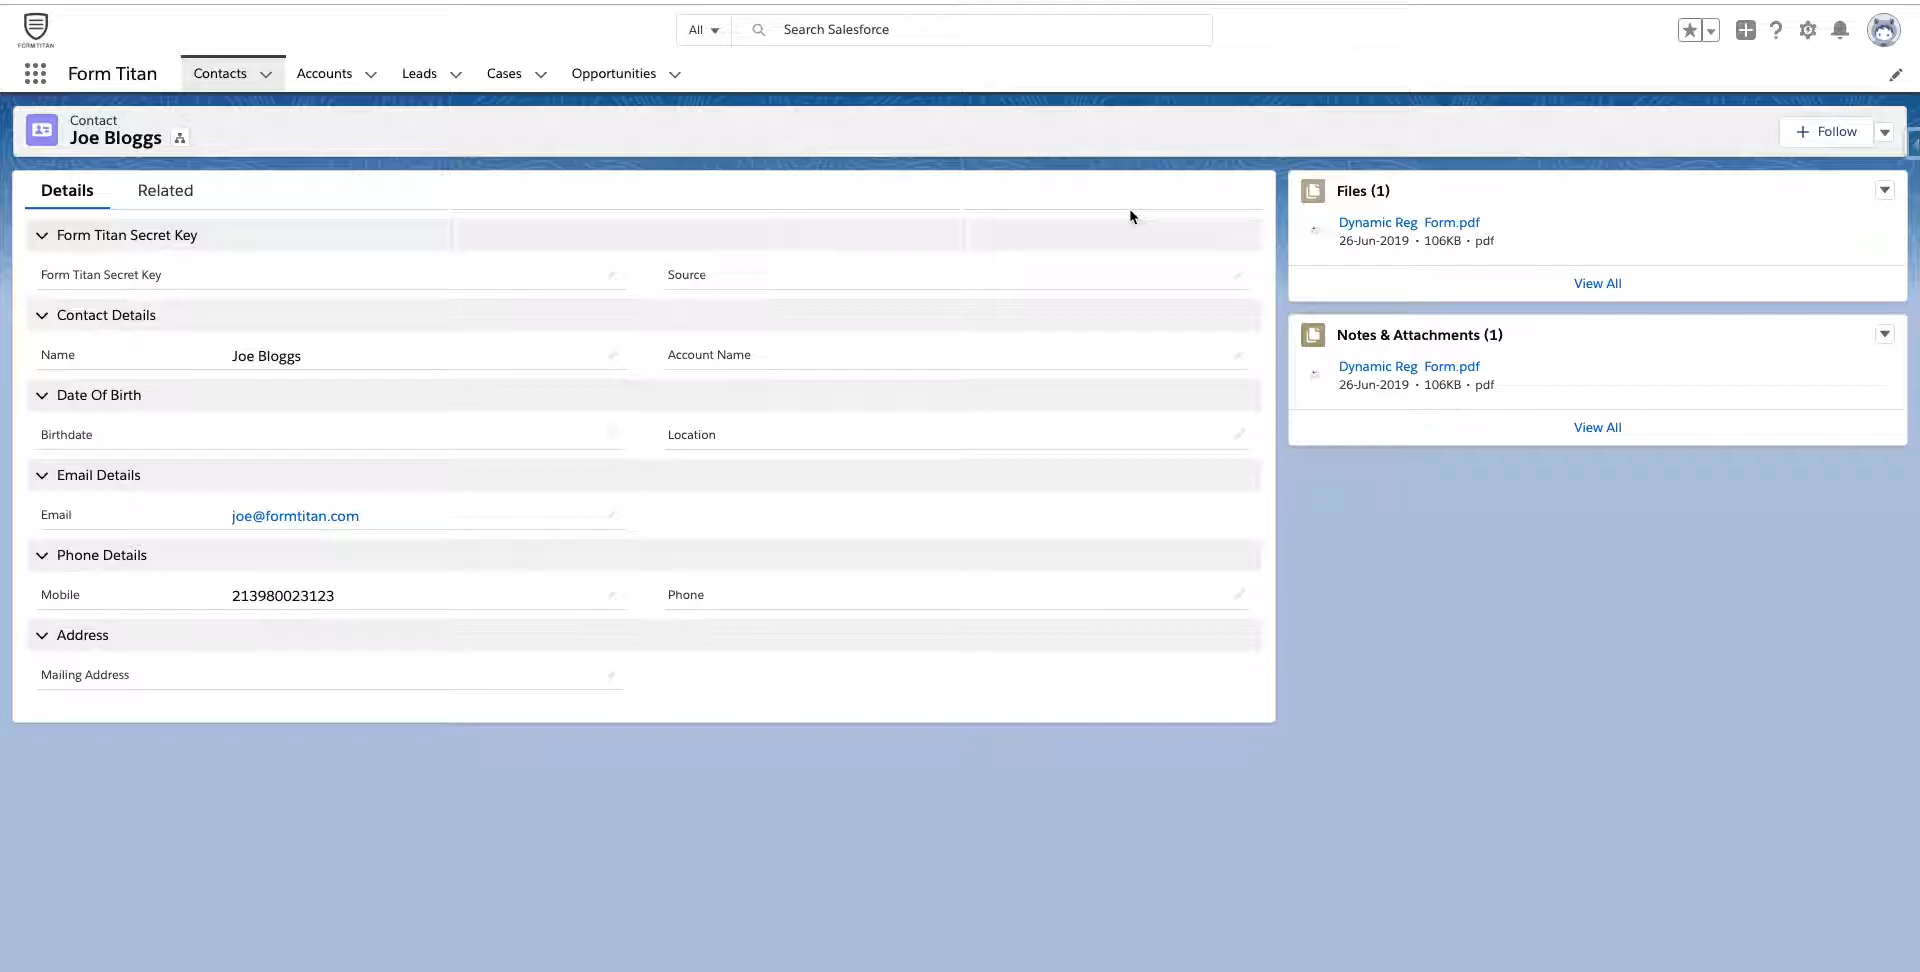 FORMTITAN
All
Search Salesforce
Form Titan
Contacts
Accounts
Leads
Cases
Opportunities
Contact
Joe Bloggs
+ Follow
Details
Related
Form Titan Secret Key
Form Titan Secret Key
Source
Contact Details
Name Joe Bloggs
Account Name
Date Of Birth
Birthdate
Location
Email Details
Email joe@formtitan.com
Phone Details
Mobile 213980023123
Phone
Address
Mailing Address
Files (1)
Dynamic Reg Form.pdf
26-Jun-2019 • 106KB • pdf
View All
Notes & Attachments (1)
Dynamic Reg Form.pdf
26-Jun-2019 • 106KB • pdf
View All